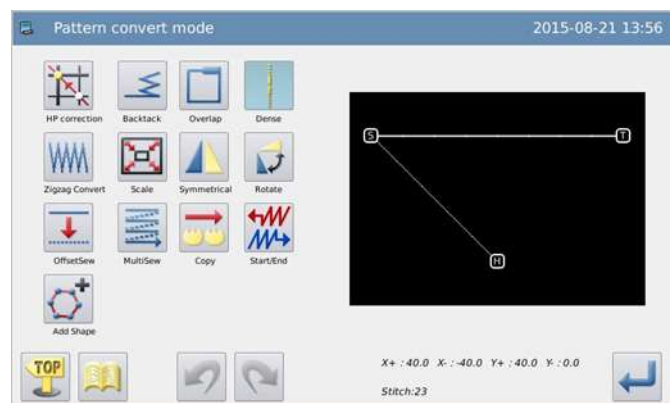 Pattern convert mode 2015-08-21 13:56
HP correction Backtack Overlap Dense
Zigzag Convert Scale Symmetrical Rotate
OffsetSew MultiSew Copy Start/End
Add Shape
S T
H
TOP
X+ : 40.0 X- : -40.0 Y+ : 40.0 Y- : 0.0
Stitch:23